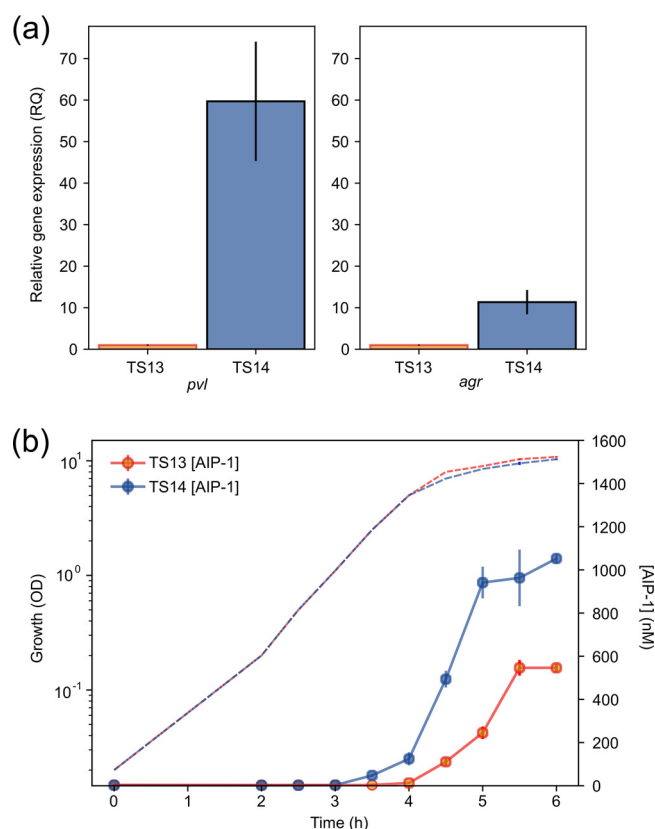 (a)
Relative gene expression (RQ)
70
60
50
40
30
20
10
0
TS13
TS14
pvl
70
60
50
40
30
20
10
0
TS13
TS14
agr
(b)
TS13 [AIP-1]
TS14 [AIP-1]
Growth (OD)
10¹
10⁰
10⁻¹
1600
1400
1200
1000
800
600
400
200
0
[AIP-1] (nM)
0 1 2 3 4 5 6
Time (h)